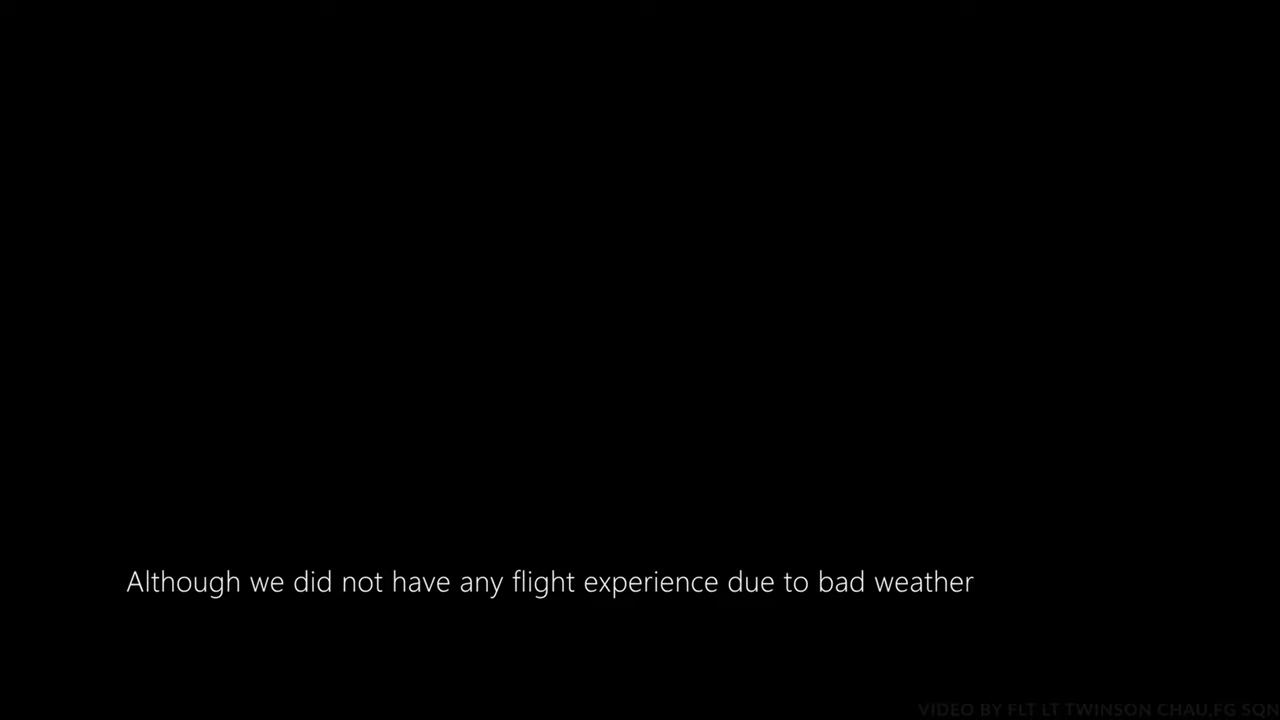 Although we did not have any flight experience due to bad weather
VIDEO BY FLT LT TWINSON CHAU,FG SQN